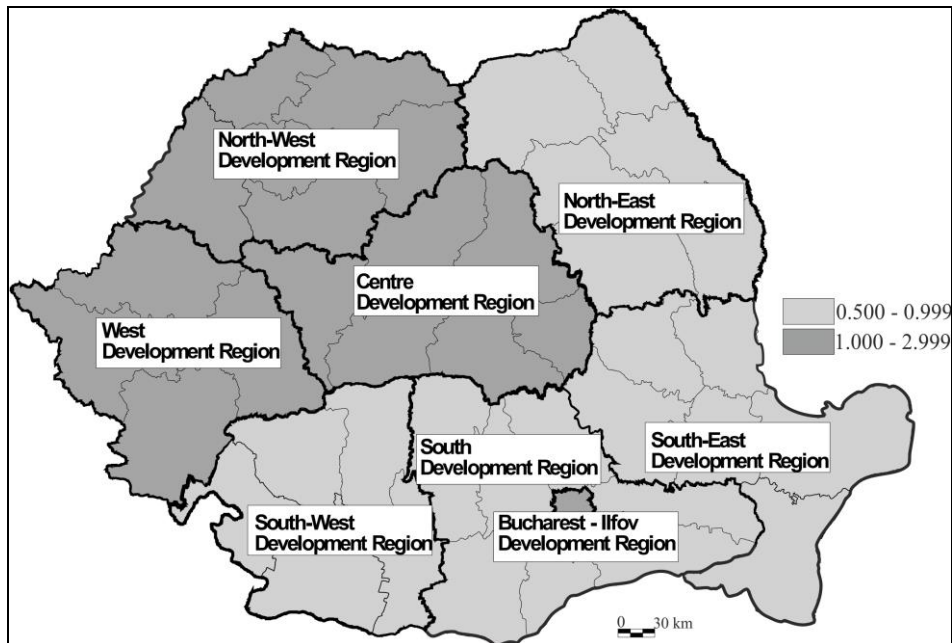 North-West
Development Region
North-East
Development Region
Centre
Development Region
0.500 - 0.999
1.000 - 2.999
West
Development Region
South
Development Region
South-East
Development Region
South-West
Development Region
Bucharest - Ilfov
Development Region
0 30 km